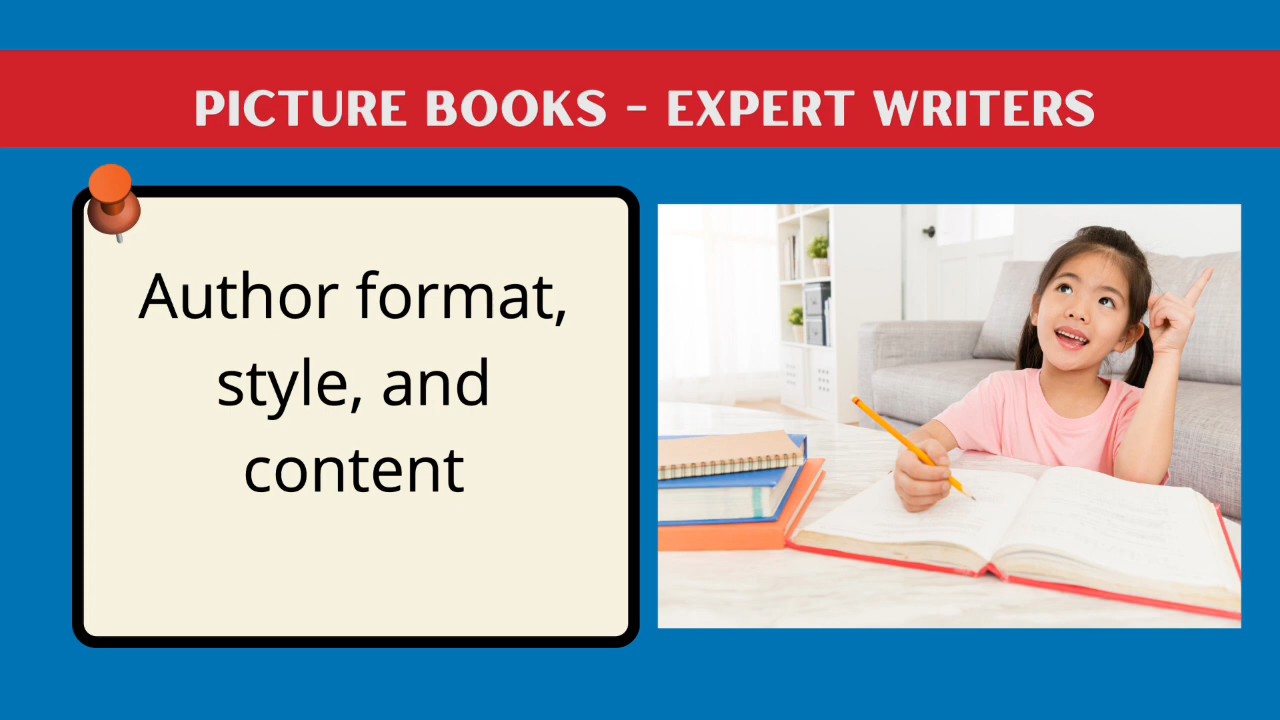 PICTURE BOOKS - EXPERT WRITERS
Author format,
style, and
content